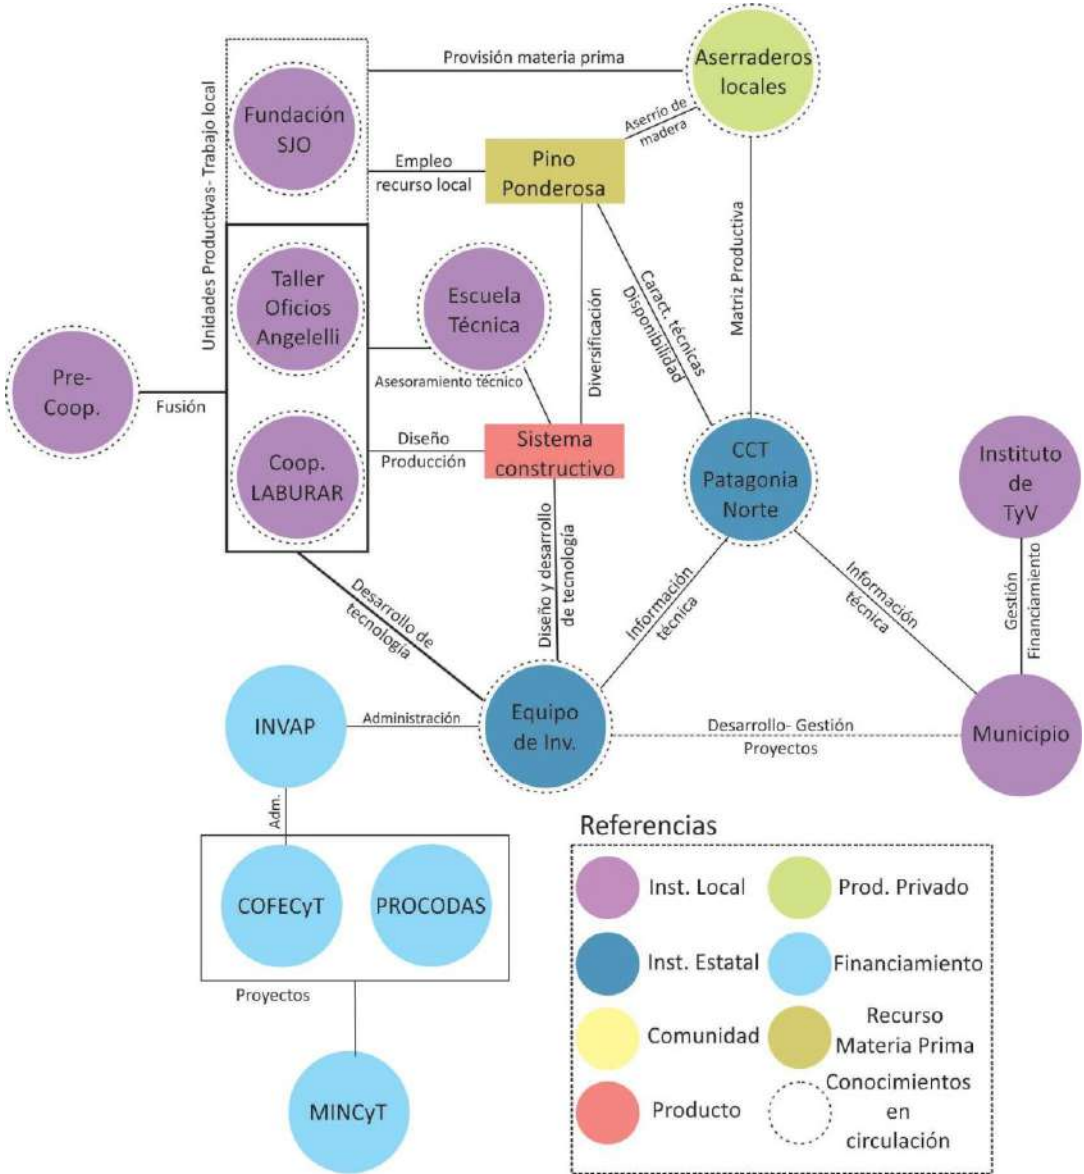 Provisión materia prima
Aserraderos
locales
Fundación
SJO
Unidades Productivas- Trabajo local
Aserrío de
madera
Empleo
recurso local
Pino
Ponderosa
Matriz Productiva
Taller
Oficios
Angelelli
Escuela
Técnica
Diversificación
Caract. técnicas
Disponibilidad
Pre-
Coop.
Fusión
Asesoramiento técnico
Diseño
Producción
Sistema
constructivo
Coop.
LABURAR
CCT
Patagonia
Norte
Instituto
de
TyV
Desarrollo de
tecnología
Diseño y desarrollo
de tecnología
Información
técnica
Información
técnica
Gestión
Financiamiento
INVAP
Administración
Equipo
de Inv.
Desarrollo- Gestión
Proyectos
Municipio
Adm.
COFECyT
PROCODAS
Proyectos
MINCyT
Referencias
Inst. Local
Prod. Privado
Inst. Estatal
Financiamiento
Comunidad
Recurso
Materia Prima
Producto
Conocimientos
en
circulación